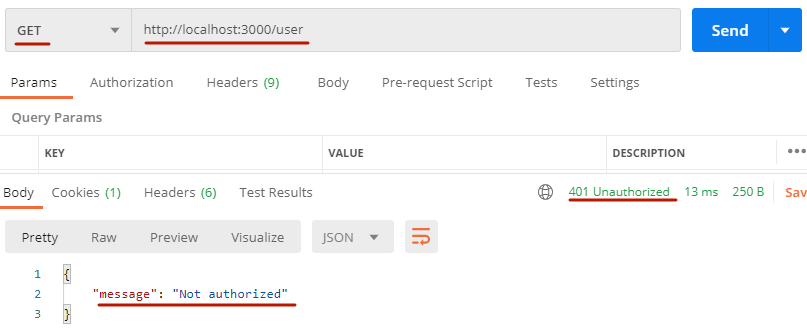 GET http://localhost:3000/user Send
Params Authorization Headers (9) Body Pre-request Script Tests Settings
Query Params
KEY VALUE DESCRIPTION •••
Body Cookies (1) Headers (6) Test Results 401 Unauthorized 13 ms 250 B Sav
Pretty Raw Preview Visualize JSON
1 {
2 "message": "Not authorized"
3 }